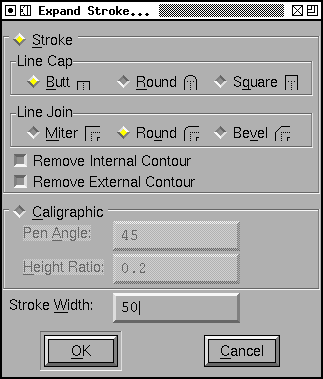 Expand Stroke...
Stroke
Line Cap
Butt Round Square
Line Join
Miter Round Bevel
Remove Internal Contour
Remove External Contour
Caligraphic
Pen Angle: 45
Height Ratio: 0.2
Stroke Width: 50
OK Cancel